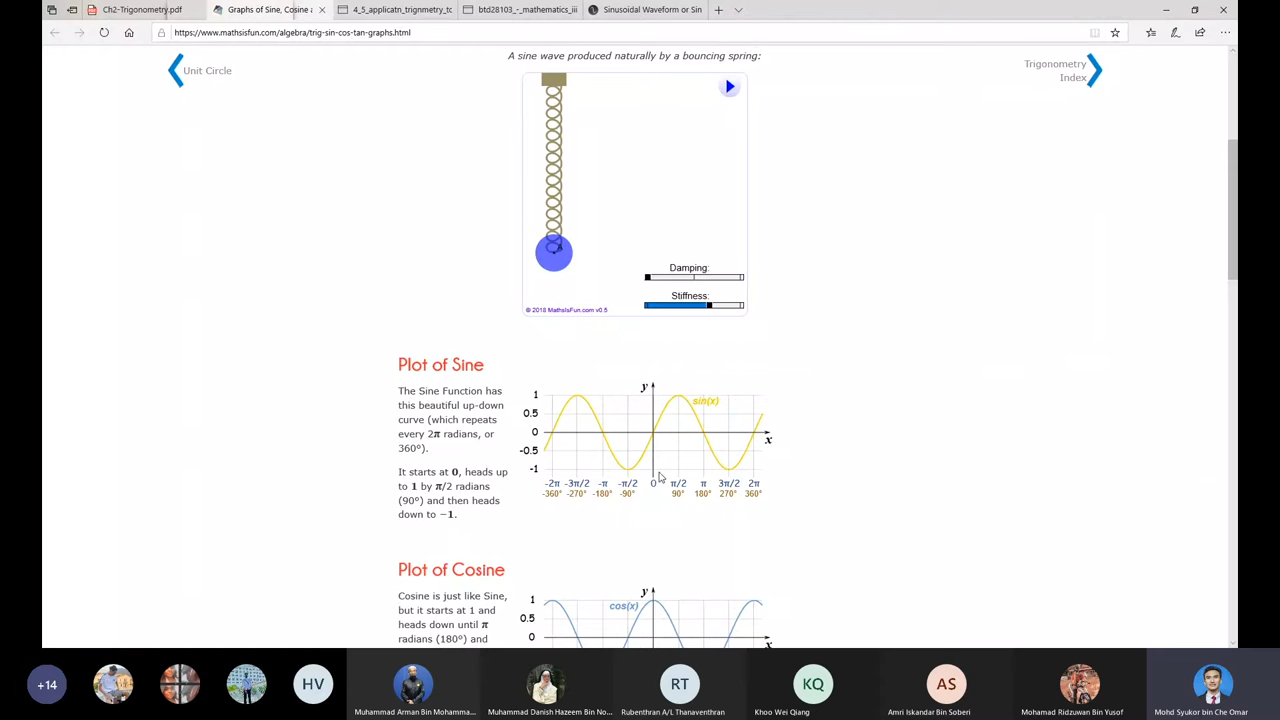 Ch2-Trigonometry.pdf
Graphs of Sine, Cosine a
4_5_applicatn_trignmetry_tc
btd28103_-_mathematics_iii
Sinusoidal Waveform or Sin
https://www.mathsisfun.com/algebra/trig-sin-cos-tan-graphs.html
Unit Circle
Trigonometry
Index
A sine wave produced naturally by a bouncing spring:
Damping:
Stiffness:
© 2018 MathsIsFun.com v0.5
Plot of Sine
The Sine Function has
this beautiful up-down
curve (which repeats
every 2π radians, or
360°).
It starts at 0, heads up
to 1 by π/2 radians
(90°) and then heads
down to −1.
y
1
0.5
0
-0.5
-1
sin(x)
x
-2π -3π/2 -π -π/2 0 π/2 π 3π/2 2π
-360° -270° -180° -90° 90° 180° 270° 360°
Plot of Cosine
Cosine is just like Sine,
but it starts at 1 and
heads down until π
radians (180°) and
y
1
0.5
0
cos(x)
x
+14
HV
RT
KQ
AS
Muhammad Arman Bin Mohamma...
Muhammad Danish Hazeem Bin No...
Rubenthran A/L Thanaventhran
Khoo Wei Qiang
Amri Iskandar Bin Soberi
Mohamad Ridzuwan Bin Yusof
Mohd Syukor bin Che Omar